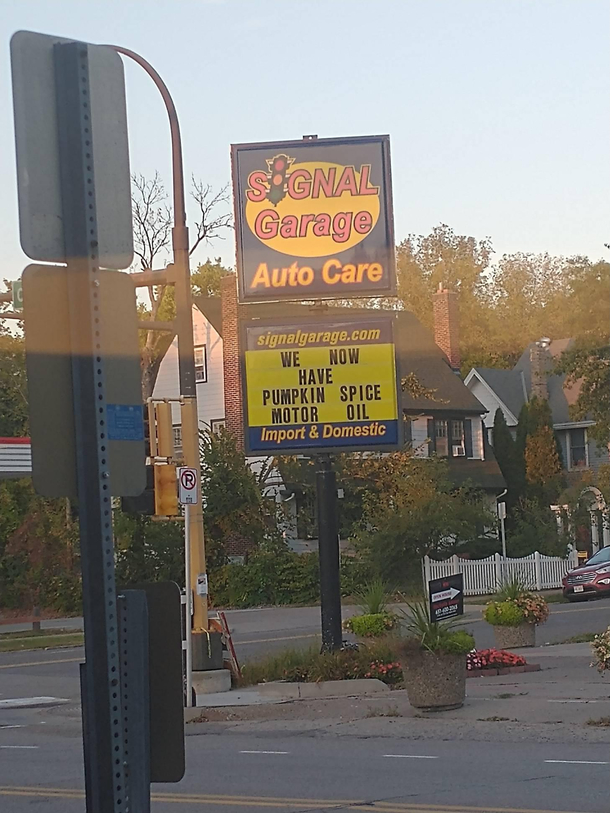 SIGNAL
Garage
Auto Care
signalgarage.com
WE NOW
HAVE
PUMPKIN SPICE
MOTOR OIL
Import & Domestic
P